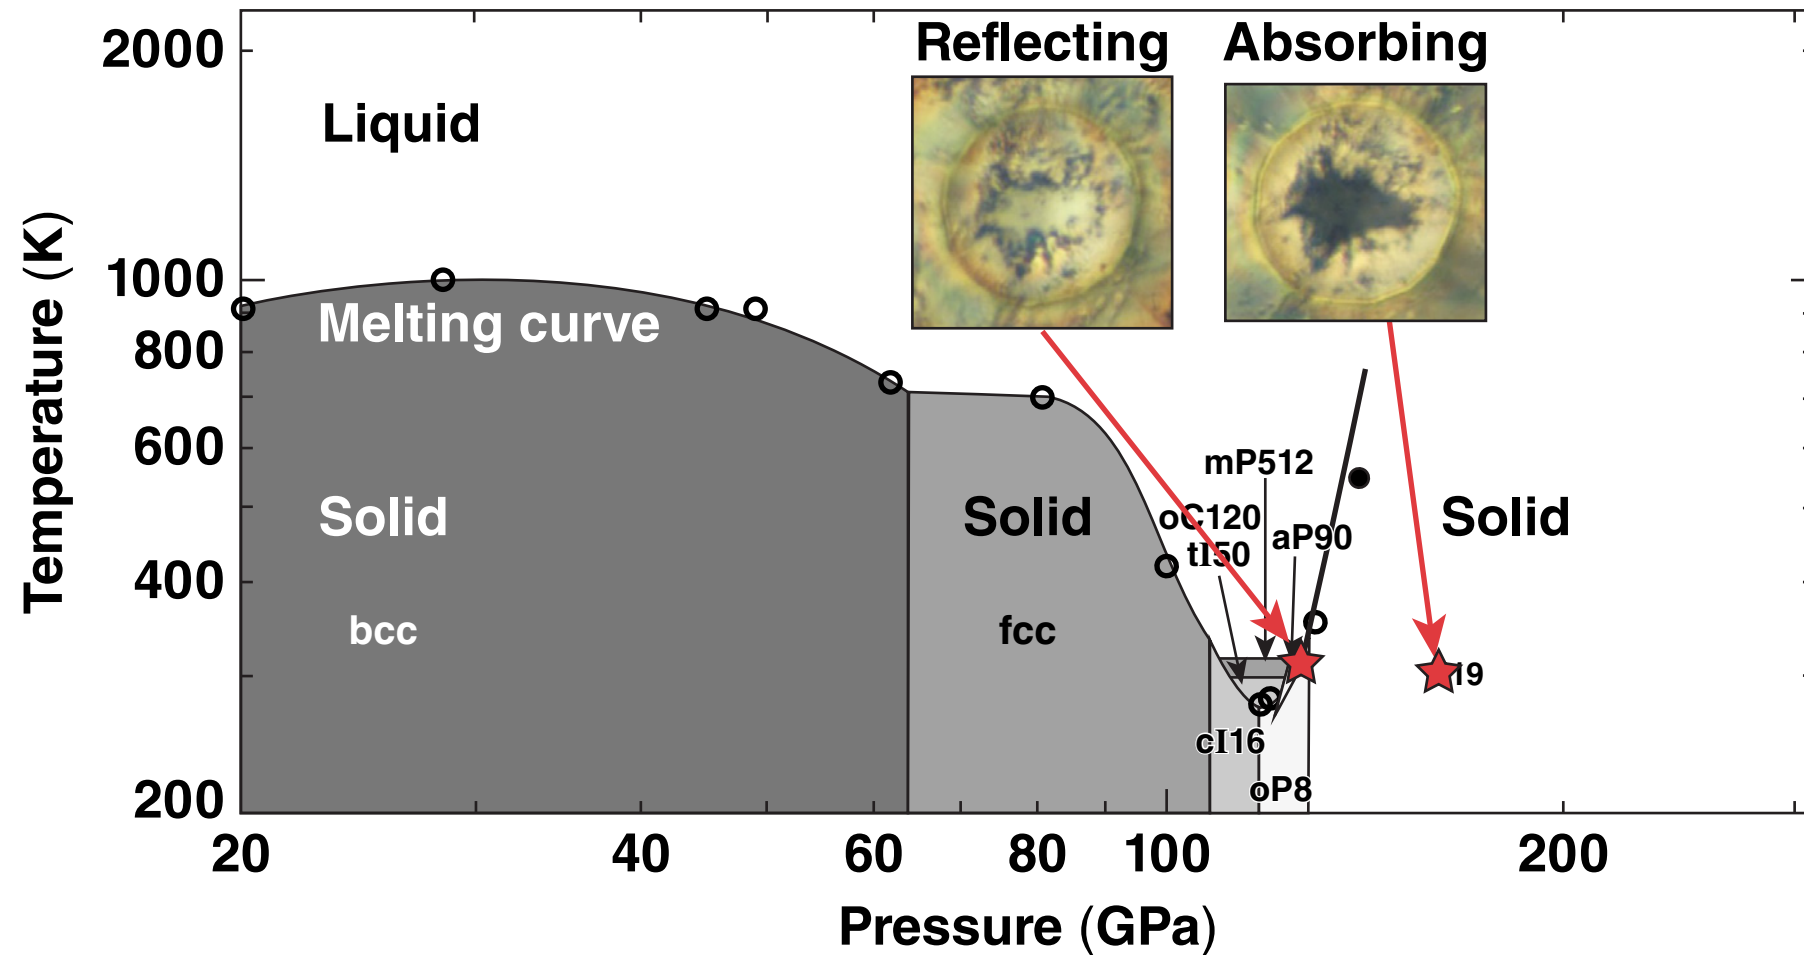 Reflecting
Absorbing
2000
Liquid
1000
Melting curve
800
mP512
600
Solid
Solid
oC120
Solid
aP90
tI50
400
bcc
fcc
19
cI16
oP8
200
20
40
60
80
100
200
Temperature (K)
Pressure (GPa)